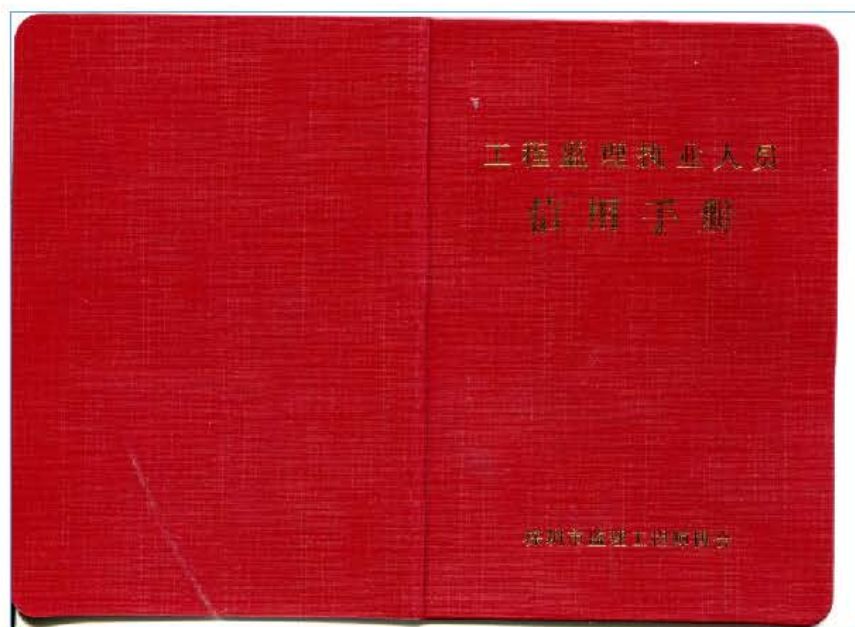 工程监理执业人员
信用手册
深圳市监理工程师协会